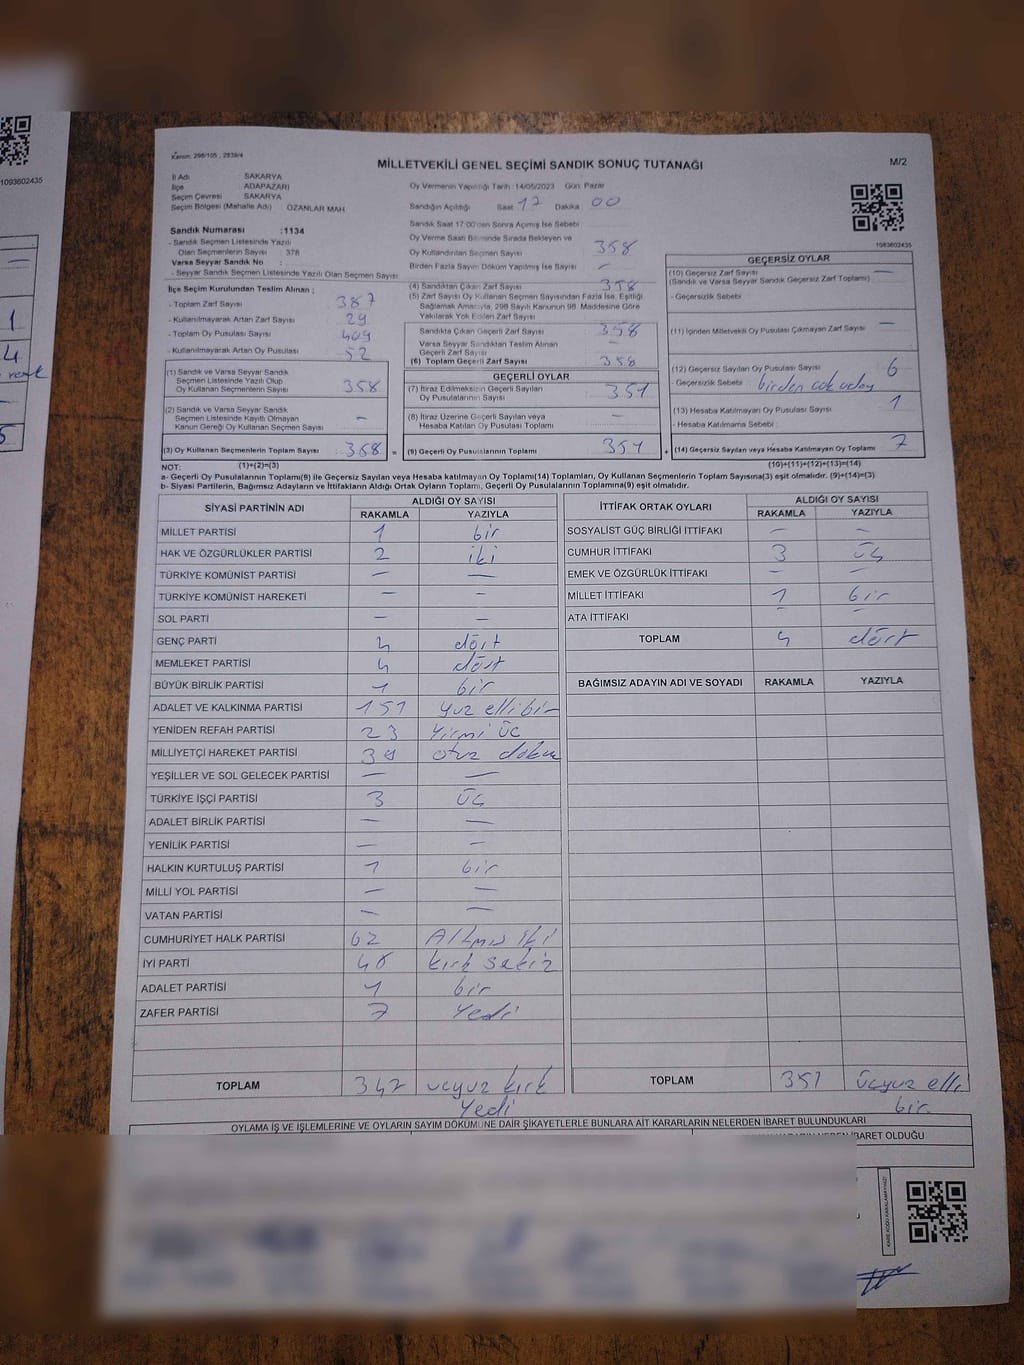 1093602435
Kanun: 298/105 , 2839/4
MİLLETVEKİLİ GENEL SEÇİMİ SANDIK SONUÇ TUTANAĞI
M/2
İl Adı SAKARYA
İlçe ADAPAZARI
Seçim Çevresi SAKARYA
Seçim Bölgesi (Mahalle Adı) OZANLAR MAH
Sandık Numarası :1134
- Sandık Seçmen Listesinde Yazılı
Olan Seçmenlerin Sayısı : 378
Varsa Seyyar Sandık No :
- Seyyar Sandık Seçmen Listesinde Yazılı Olan Seçmen Sayısı
İlçe Seçim Kurulundan Teslim Alınan :
- Toplam Zarf Sayısı : 387
- Kullanılmayarak Artan Zarf Sayısı : 29
- Toplam Oy Pusulası Sayısı : 409
- Kullanılmayarak Artan Oy Pusulası : 52
Oy Vermenin Yapıldığı Tarih :14/05/2023 Gün: Pazar
Sandığın Açıldığı Saat 17 Dakika 00
Sandık Saat 17:00'den Sonra Açılmış İse Sebebi
Oy Verme Saati Bitiminde Sırada Bekleyen ve
Oy Kullandırılan Seçmen Sayısı : 358
Birden Fazla Sayım Döküm Yapılmış İse Sayısı : —
(4) Sandıktan Çıkan Zarf Sayısı : 358
(5) Zarf Sayısı Oy Kullanan Seçmen Sayısından Fazla İse, Eşitliği
Sağlamak Amacıyla, 298 Sayılı Kanunun 98. Maddesine Göre
Yakılarak Yok Edilen Zarf Sayısı :
Sandıkta Çıkan Geçerli Zarf Sayısı : 358
Varsa Seyyar Sandıktan Teslim Alınan
Geçerli Zarf Sayısı : —
(6) Toplam Geçerli Zarf Sayısı : 358
1093602435
GEÇERSİZ OYLAR
(10) Geçersiz Zarf Sayısı : —
(Sandık ve Varsa Seyyar Sandık Geçersiz Zarf Toplamı)
- Geçersizlik Sebebi :
(11) İçinden Milletvekili Oy Pusulası Çıkmayan Zarf Sayısı : —
(12) Geçersiz Sayılan Oy Pusulası Sayısı : 6
- Geçersizlik Sebebi : birden çok
(13) Hesaba Katılmayan Oy Pusulası Sayısı : 1
- Hesaba Katılmama Sebebi :
(14) Geçersiz Sayılan veya Hesaba Katılmayan Oy Toplamı : 7
(1) Sandık ve Varsa Seyyar Sandık
Seçmen Listesinde Yazılı Olup
Oy Kullanan Seçmenlerin Sayısı : 358
(2) Sandık ve Varsa Seyyar Sandık
Seçmen Listesinde Kayıtlı Olmayan
Kanun Gereği Oy Kullanan Seçmen Sayısı : —
(3) Oy Kullanan Seçmenlerin Toplam Sayısı : 358 =
GEÇERLİ OYLAR
(7) İtiraz Edilmeksizin Geçerli Sayılan
Oy Pusulalarının Sayısı : 351
(8) İtiraz Üzerine Geçerli Sayılan veya
Hesaba Katılan Oy Pusulası Toplamı : —
(9) Geçerli Oy Pusulalarının Toplamı : 351 +
NOT: (1)+(2)=(3) (10)+(11)+(12)+(13)=(14)
a- Geçerli Oy Pusulalarının Toplamı(9) ile Geçersiz Sayılan veya Hesaba Katılmayan Oy Toplamı(14) Toplamları, Oy Kullanan Seçmenlerin Toplam Sayısına(3) eşit olmalıdır. (9)+(14)=(3)
b- Siyasi Partilerin, Bağımsız Adayların ve İttifakların Aldığı Ortak Oyların Toplamı, Geçerli Oy Pusulalarının Toplamına(9) eşit olmalıdır.
SİYASİ PARTİNİN ADI ALDIĞI OY SAYISI
RAKAMLA YAZIYLA
MİLLET PARTİSİ 1 bir
HAK VE ÖZGÜRLÜKLER PARTİSİ 2 iki
TÜRKİYE KOMÜNİST PARTİSİ — —
TÜRKİYE KOMÜNİST HAREKETİ — —
SOL PARTİ — —
GENÇ PARTİ 4 dört
MEMLEKET PARTİSİ 4 dört
BÜYÜK BİRLİK PARTİSİ 1 bir
ADALET VE KALKINMA PARTİSİ 151 yuz ellibir
YENİDEN REFAH PARTİSİ 23 Yirmi üc
MİLLİYETÇİ HAREKET PARTİSİ 39 otuz dokuz
YEŞİLLER VE SOL GELECEK PARTİSİ — —
TÜRKİYE İŞÇİ PARTİSİ 3 üç
ADALET BİRLİK PARTİSİ — —
YENİLİK PARTİSİ — —
HALKIN KURTULUŞ PARTİSİ 1 bir
MİLLİ YOL PARTİSİ — —
VATAN PARTİSİ — —
CUMHURİYET HALK PARTİSİ 62 Altmış iki
İYİ PARTİ 48 kırk sekiz
ADALET PARTİSİ 1 bir
ZAFER PARTİSİ 7 Yedi
TOPLAM 347 ucyuz kırk
Yedi
İTTİFAK ORTAK OYLARI ALDIĞI OY SAYISI
RAKAMLA YAZIYLA
SOSYALİST GÜÇ BİRLİĞİ İTTİFAKI — —
CUMHUR İTTİFAKI 3 üç
EMEK VE ÖZGÜRLÜK İTTİFAKI — —
MİLLET İTTİFAKI 1 bir
ATA İTTİFAKI — —
TOPLAM 4 dört
BAĞIMSIZ ADAYIN ADI VE SOYADI RAKAMLA YAZIYLA
TOPLAM 351 üçyuz elli
bir
OYLAMA İŞ VE İŞLEMLERİNE VE OYLARIN SAYIM DÖKÜMÜNE DAİR ŞİKAYETLERLE BUNLARA AİT KARARLARIN NELERDEN İBARET BULUNDUKLARI
İBARET OLDUĞU